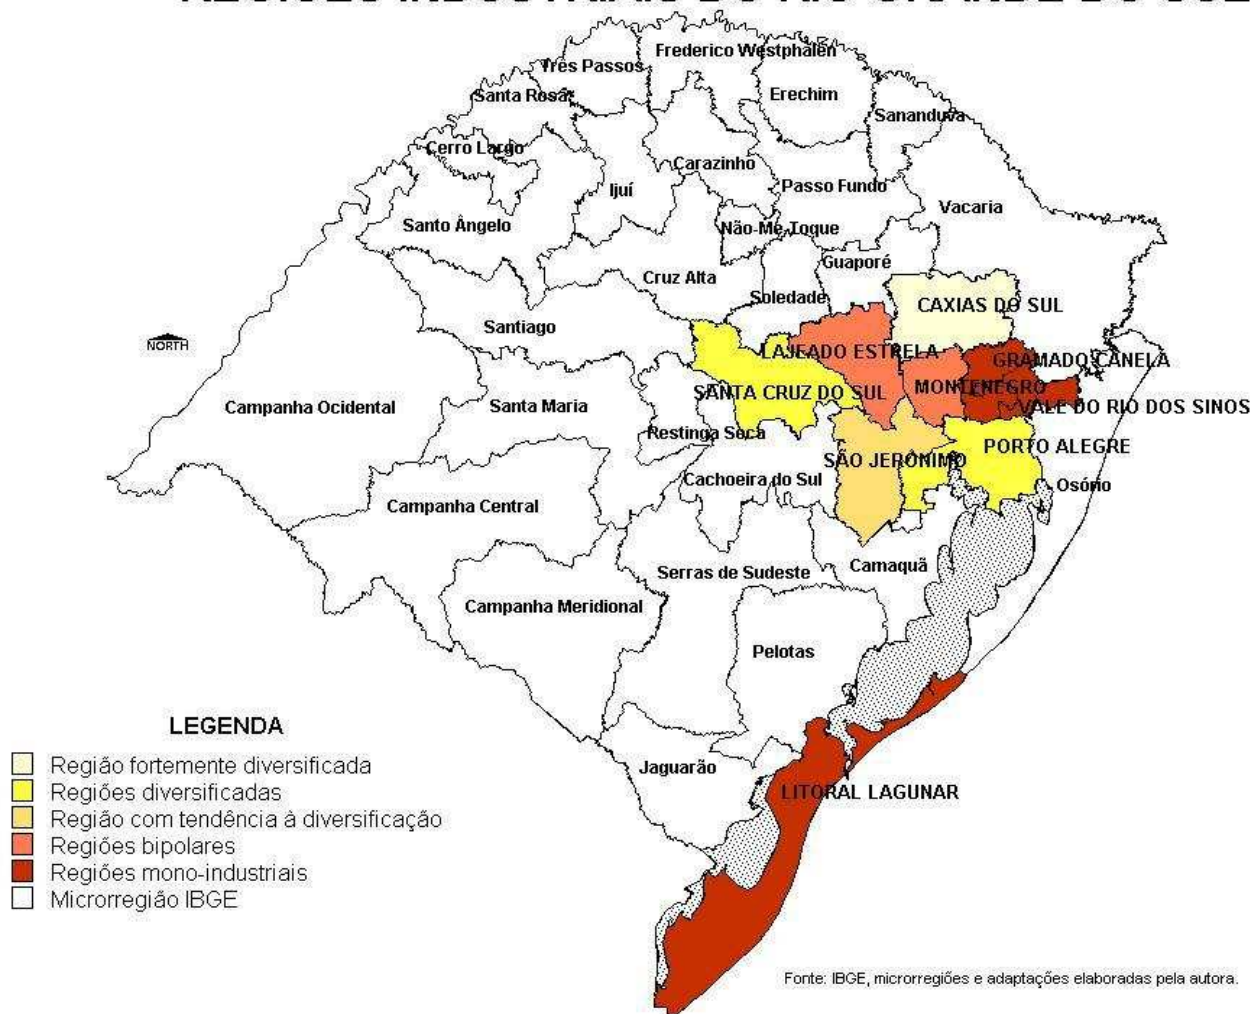 Frederico Westphalen
Três Passos
Santa Rosa
Erechim
Sananduva
Cerro Largo
Carazinho
Ijuí
Passo Fundo
Vacaria
Santo Ângelo
Não-Me-Toque
Guaporé
Cruz Alta
Soledade
CAXIAS DO SUL
Santiago
NORTH
LAJEADO ESTRELA
GRAMADO CANELA
SANTA CRUZ DO SUL
MONTENEGRO
Campanha Ocidental
Santa Maria
VALE DO RIO DOS SINOS
Restinga Seca
PORTO ALEGRE
SÃO JERÔNIMO
Cachoeira do Sul
Osório
Campanha Central
Camaquã
Serras de Sudeste
Campanha Meridional
Pelotas
Jaguarão
LITORAL LAGUNAR
LEGENDA
Região fortemente diversificada
Regiões diversificadas
Região com tendência à diversificação
Regiões bipolares
Regiões mono-industriais
Microrregião IBGE
Fonte: IBGE, microrregiões e adaptações elaboradas pela autora.